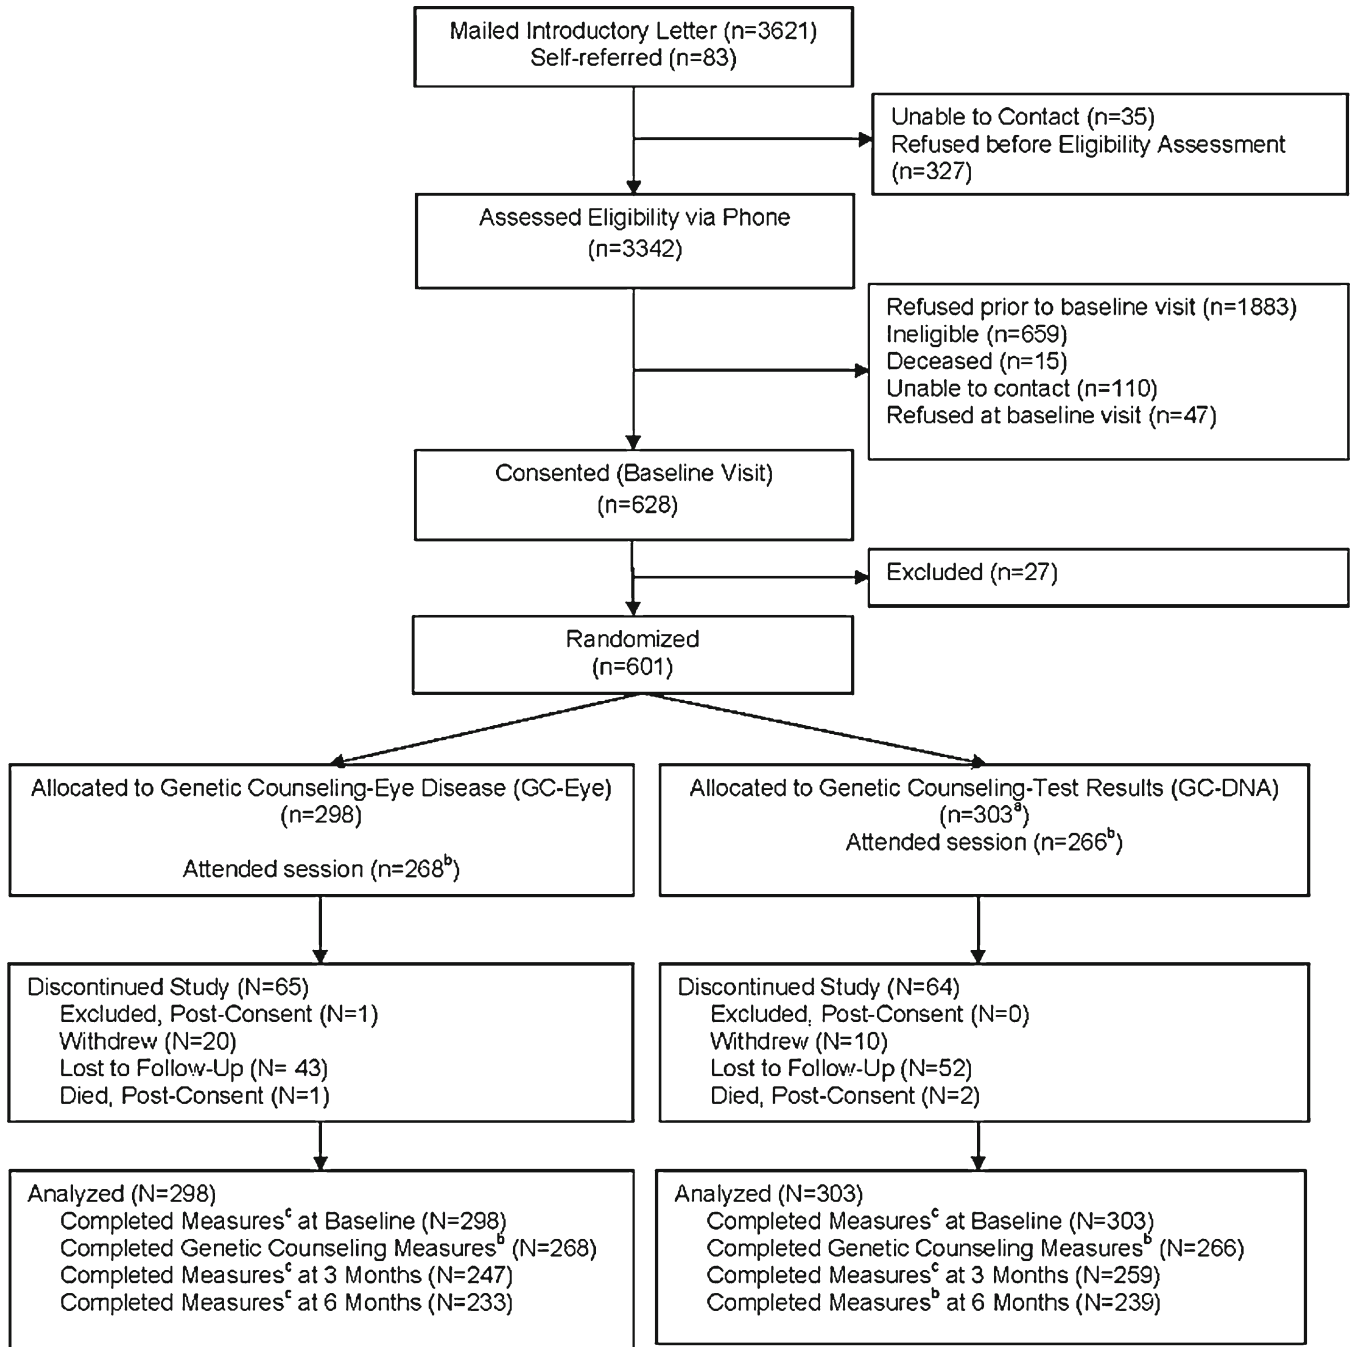 Mailed Introductory Letter (n=3621)
Self-referred (n=83)
Unable to Contact (n=35)
Refused before Eligibility Assessment
(n=327)
Assessed Eligibility via Phone
(n=3342)
Refused prior to baseline visit (n=1883)
Ineligible (n=659)
Deceased (n=15)
Unable to contact (n=110)
Refused at baseline visit (n=47)
Consented (Baseline Visit)
(n=628)
Excluded (n=27)
Randomized
(n=601)
Allocated to Genetic Counseling-Eye Disease (GC-Eye)
(n=298)
Attended session (n=268ᵇ)
Allocated to Genetic Counseling-Test Results (GC-DNA)
(n=303ᵃ)
Attended session (n=266ᵇ)
Discontinued Study (N=65)
Excluded, Post-Consent (N=1)
Withdrew (N=20)
Lost to Follow-Up (N= 43)
Died, Post-Consent (N=1)
Discontinued Study (N=64)
Excluded, Post-Consent (N=0)
Withdrew (N=10)
Lost to Follow-Up (N=52)
Died, Post-Consent (N=2)
Analyzed (N=298)
Completed Measuresᶜ at Baseline (N=298)
Completed Genetic Counseling Measuresᵇ (N=268)
Completed Measuresᶜ at 3 Months (N=247)
Completed Measuresᶜ at 6 Months (N=233)
Analyzed (N=303)
Completed Measuresᶜ at Baseline (N=303)
Completed Genetic Counseling Measuresᵇ (N=266)
Completed Measuresᶜ at 3 Months (N=259)
Completed Measuresᵇ at 6 Months (N=239)